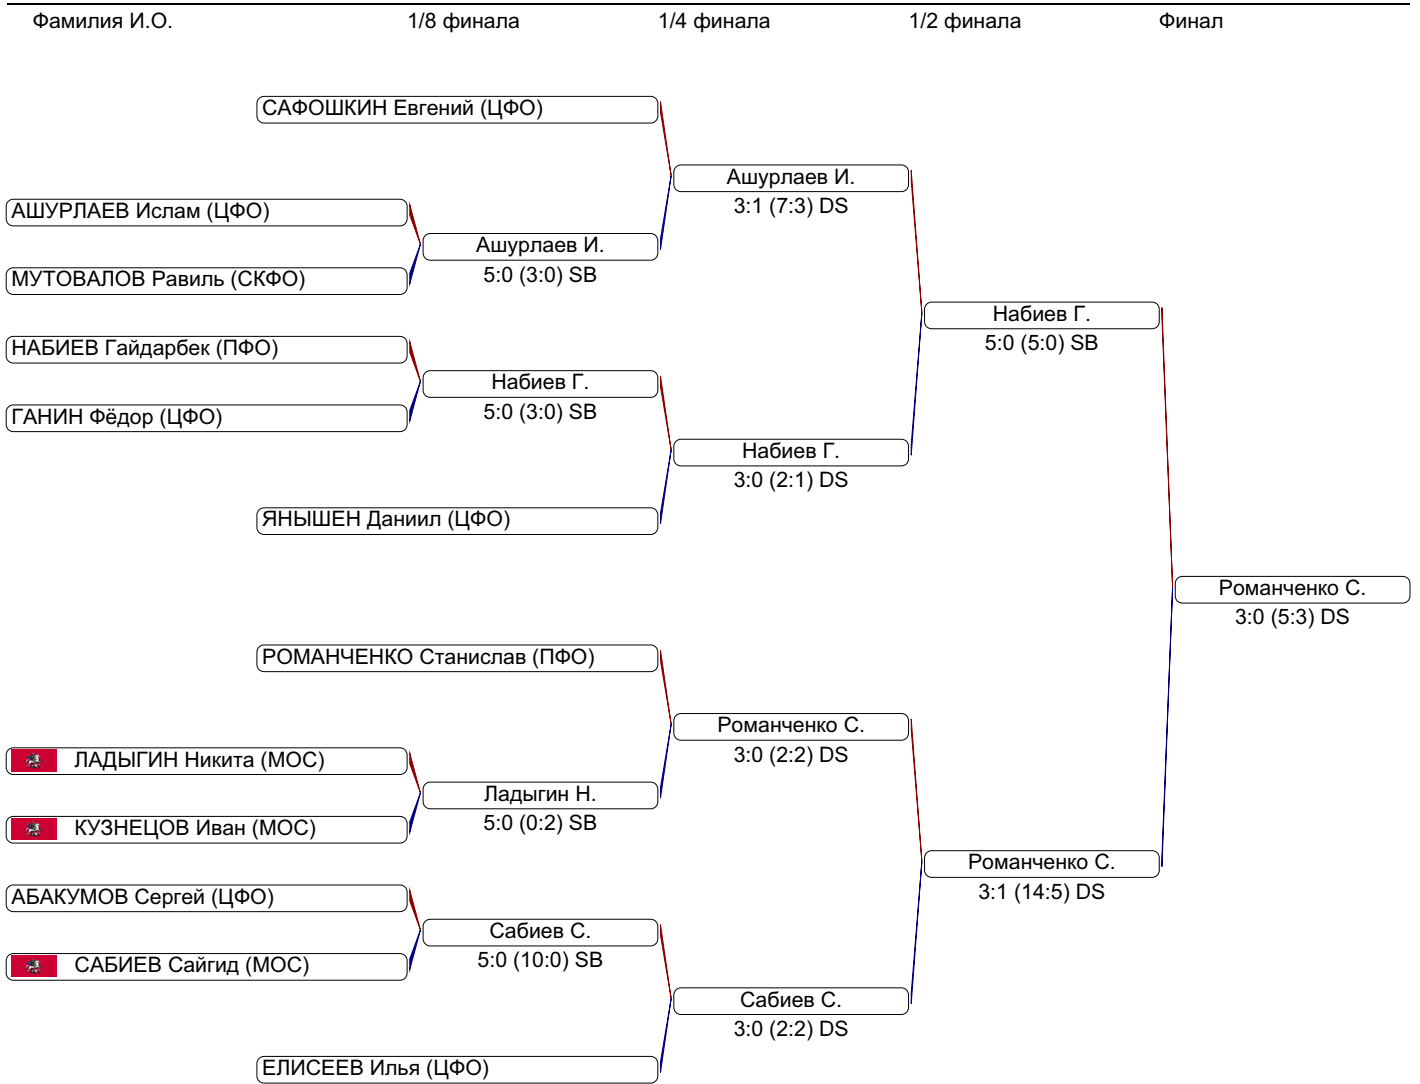 Фамилия И.О. 1/8 финала 1/4 финала 1/2 финала Финал
САФОШКИН Евгений (ЦФО)
Ашурлаев И.
3:1 (7:3) DS
АШУРЛАЕВ Ислам (ЦФО)
Ашурлаев И.
5:0 (3:0) SB
МУТОВАЛОВ Равиль (СКФО)
Набиев Г.
5:0 (5:0) SB
НАБИЕВ Гайдарбек (ПФО)
Набиев Г.
5:0 (3:0) SB
ГАНИН Фёдор (ЦФО)
Набиев Г.
3:0 (2:1) DS
ЯНЫШЕН Даниил (ЦФО)
Романченко С.
3:0 (5:3) DS
РОМАНЧЕНКО Станислав (ПФО)
Романченко С.
3:0 (2:2) DS
ЛАДЫГИН Никита (МОС)
Ладыгин Н.
5:0 (0:2) SB
КУЗНЕЦОВ Иван (МОС)
Романченко С.
3:1 (14:5) DS
АБАКУМОВ Сергей (ЦФО)
Сабиев С.
5:0 (10:0) SB
САБИЕВ Сайгид (МОС)
Сабиев С.
3:0 (2:2) DS
ЕЛИСЕЕВ Илья (ЦФО)